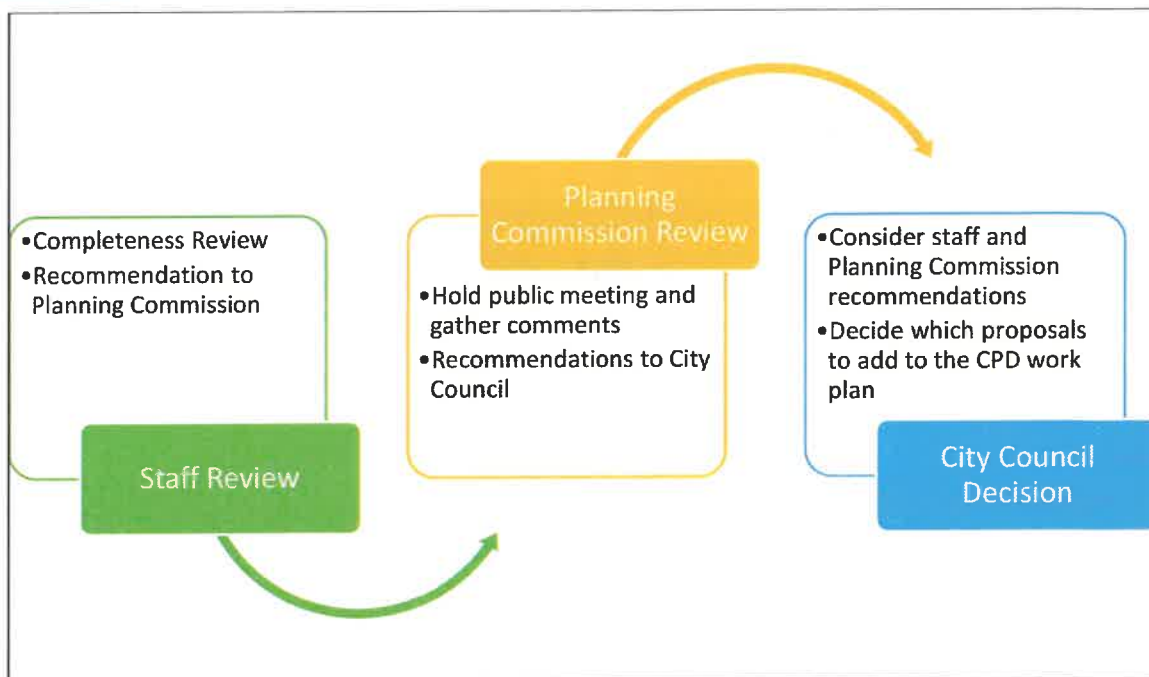 •Completeness Review
•Recommendation to
Planning Commission
Staff Review
Planning
Commission Review
•Hold public meeting and
gather comments
•Recommendations to City
Council
•Consider staff and
Planning Commission
recommendations
•Decide which proposals
to add to the CPD work
plan
City Council
Decision